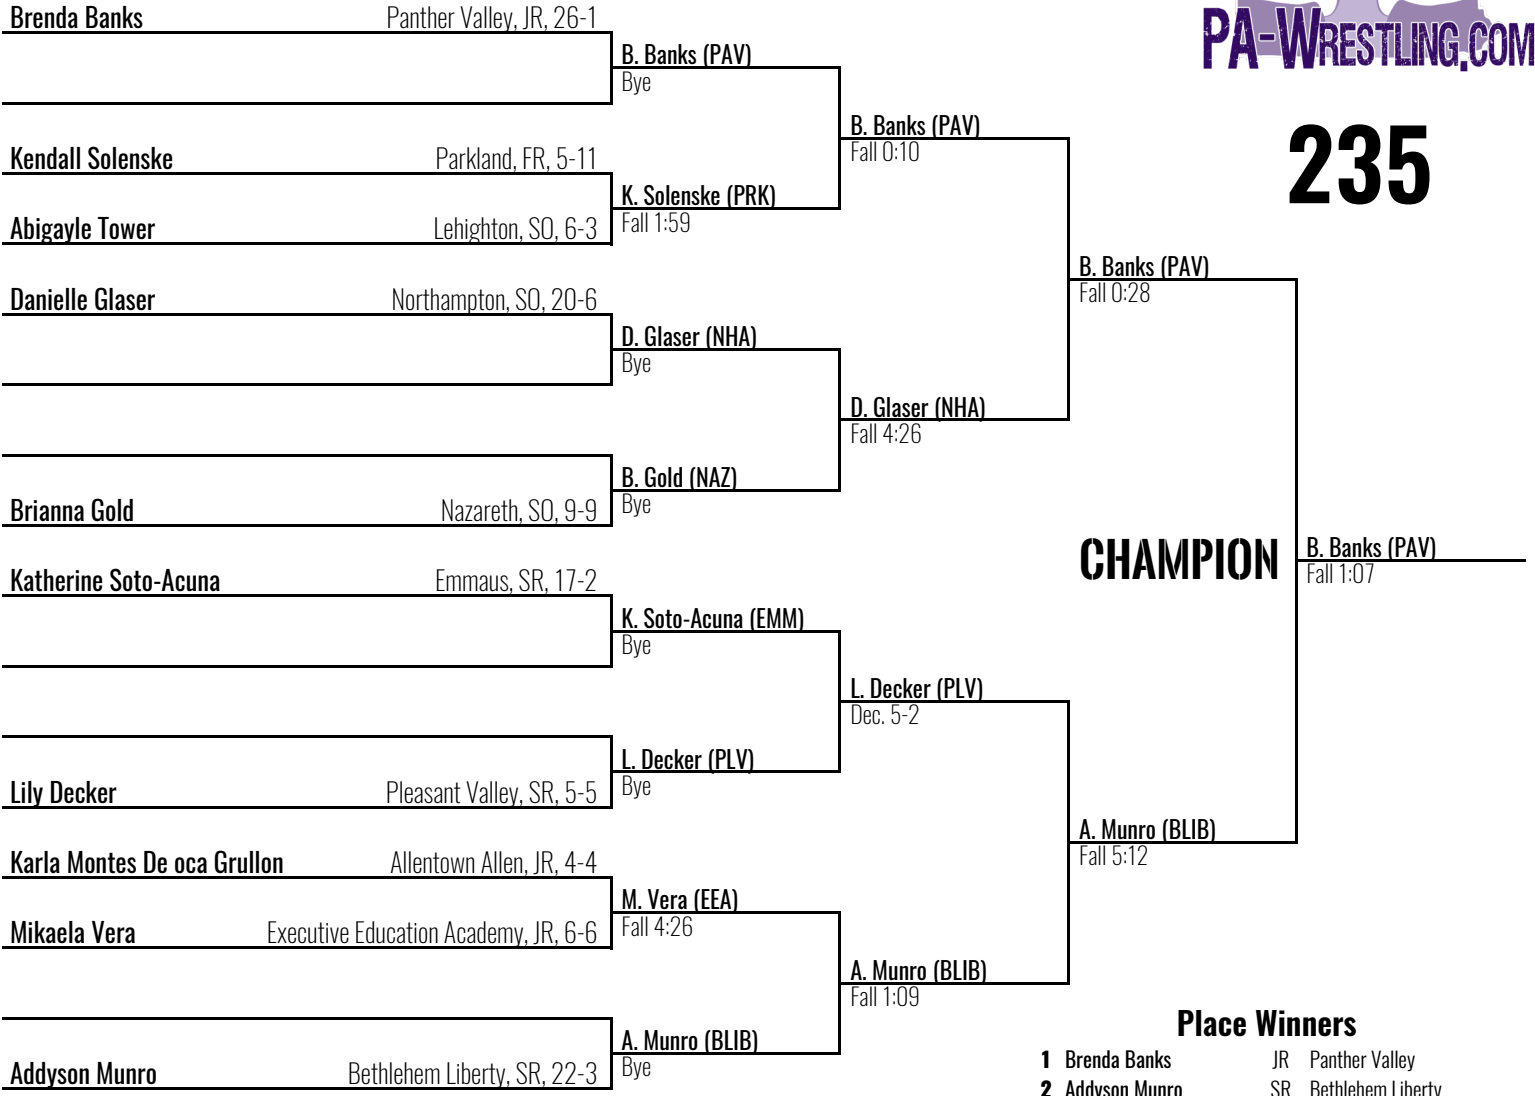 Brenda Banks Panther Valley, JR, 26-1
B. Banks (PAV)
Bye
Kendall Solenske Parkland, FR, 5-11
K. Solenske (PRK)
Fall 1:59
Abigayle Tower Lehighton, SO, 6-3
B. Banks (PAV)
Fall 0:10
Danielle Glaser Northampton, SO, 20-6
D. Glaser (NHA)
Bye
B. Gold (NAZ)
Bye
Brianna Gold Nazareth, SO, 9-9
D. Glaser (NHA)
Fall 4:26
B. Banks (PAV)
Fall 0:28
Katherine Soto-Acuna Emmaus, SR, 17-2
K. Soto-Acuna (EMM)
Bye
L. Decker (PLV)
Bye
Lily Decker Pleasant Valley, SR, 5-5
L. Decker (PLV)
Dec. 5-2
Karla Montes De oca Grullon Allentown Allen, JR, 4-4
M. Vera (EEA)
Fall 4:26
Mikaela Vera Executive Education Academy, JR, 6-6
A. Munro (BLIB)
Bye
Addyson Munro Bethlehem Liberty, SR, 22-3
A. Munro (BLIB)
Fall 1:09
A. Munro (BLIB)
Fall 5:12
CHAMPION
B. Banks (PAV)
Fall 1:07
PA-WRESTLING.COM
235
Place Winners
1 Brenda Banks JR Panther Valley
2 Addyson Munro SR Bethlehem Liberty